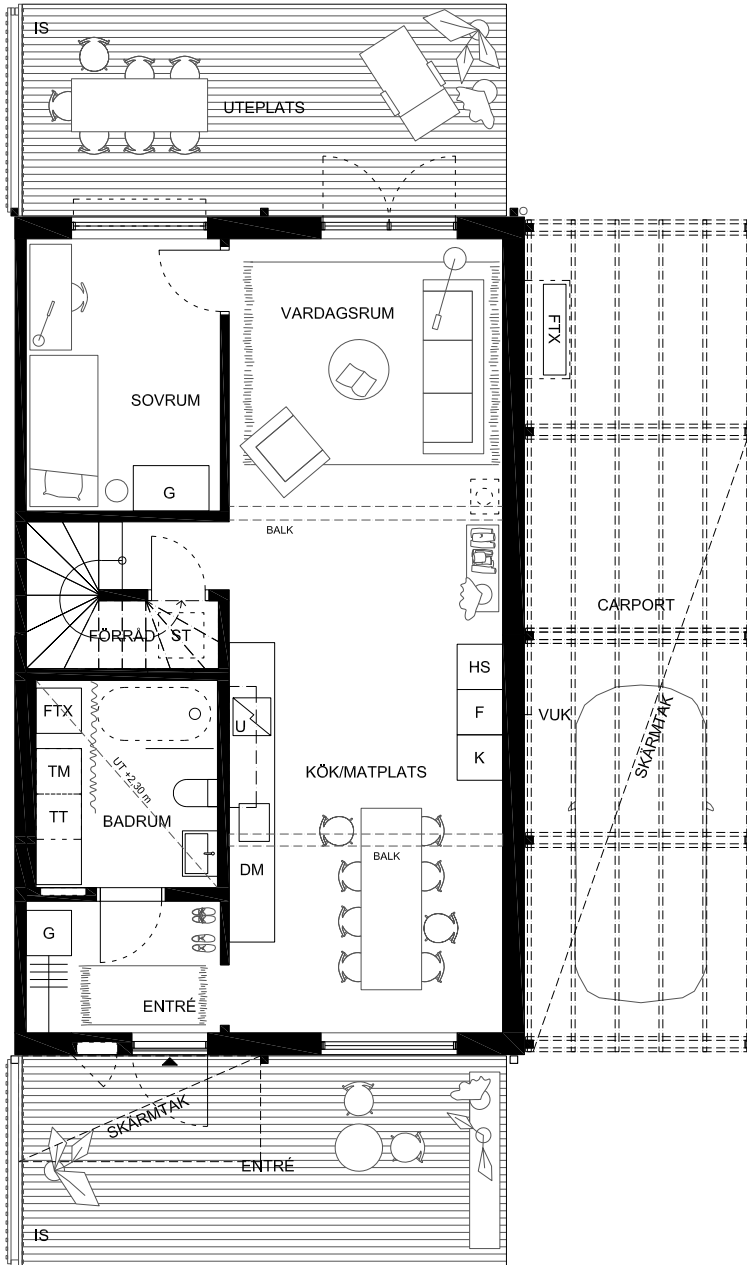 IS
UTEPLATS
VARDAGSRUM
FTX
SOVRUM
G
BALK
CARPORT
FÖRRÅD
ST
HS
FTX
F
VUK
U
SKÄRMTAK
K
TM
UT +2,30 m
KÖK/MATPLATS
TT
BADRUM
BALK
DM
G
ENTRÉ
SKÄRMTAK
ENTRÉ
IS